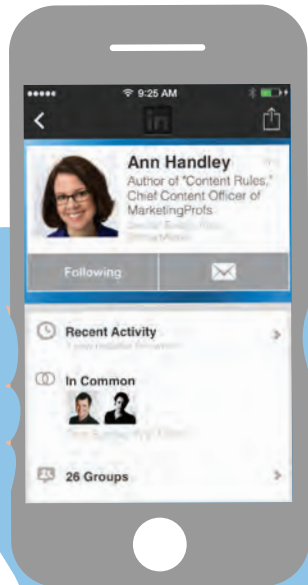 9:25 AM
in
Ann Handley
Author of "Content Rules,"
Chief Content Officer of
MarketingProfs
Following
Recent Activity
In Common
26 Groups